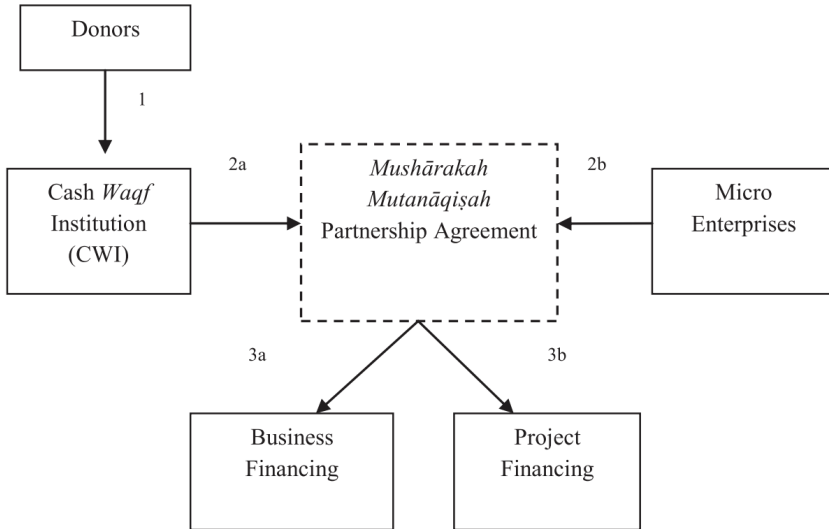 Donors
1
2a
2b
Cash Waqf
Institution
(CWI)
Mushārakah
Mutanāqiṣah
Partnership Agreement
Micro
Enterprises
3a
3b
Business
Financing
Project
Financing